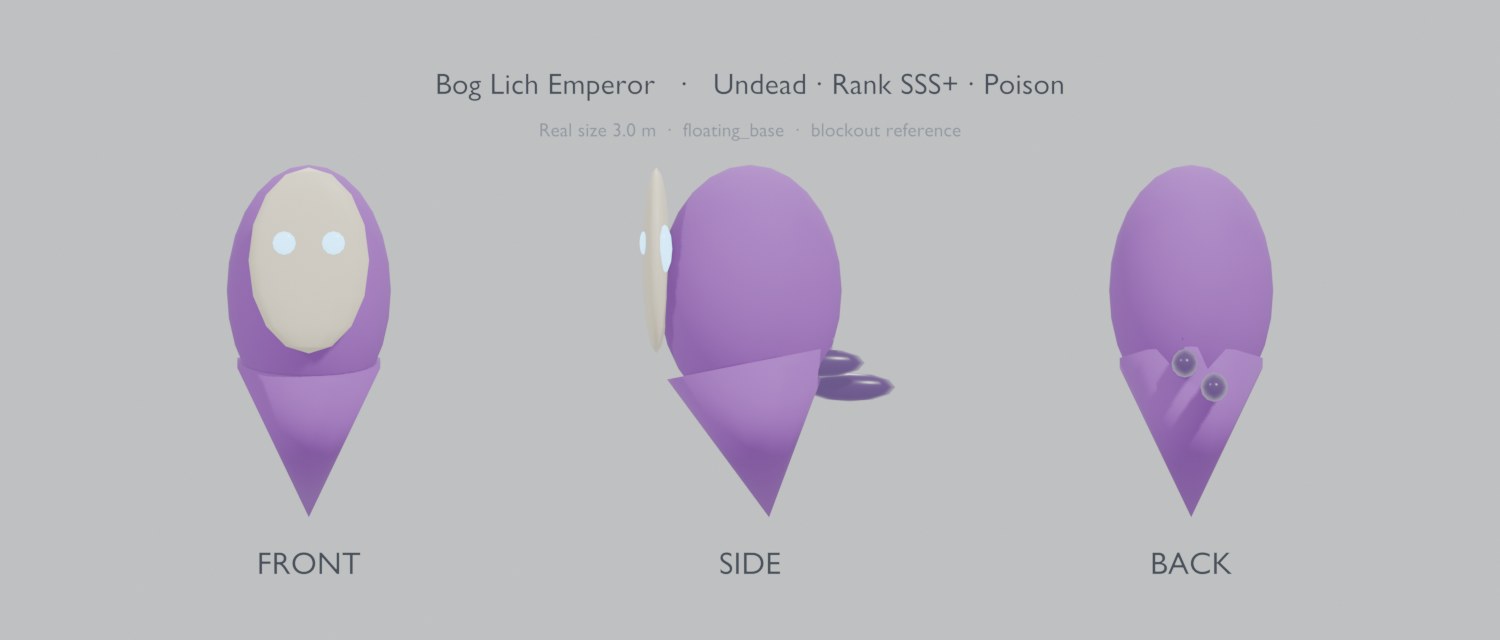 Bog Lich Emperor · Undead · Rank SSS+ · Poison
Real size 3.0 m · floating_base · blockout reference
FRONT
SIDE
BACK